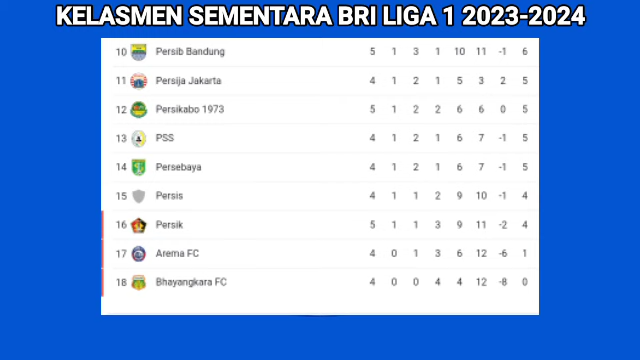 KELASMEN SEMENTARA BRI LIGA 1 2023-2024
10 Persib Bandung 5 1 3 1 10 11 -1 6
11 Persija Jakarta 4 1 2 1 5 3 2 5
12 Persikabo 1973 5 1 2 2 6 6 0 5
13 PSS 4 1 2 1 6 7 -1 5
14 Persebaya 4 1 2 1 6 7 -1 5
15 Persis 4 1 1 2 9 10 -1 4
16 Persik 5 1 1 3 9 11 -2 4
17 Arema FC 4 0 1 3 6 12 -6 1
18 Bhayangkara FC 4 0 0 4 4 12 -8 0